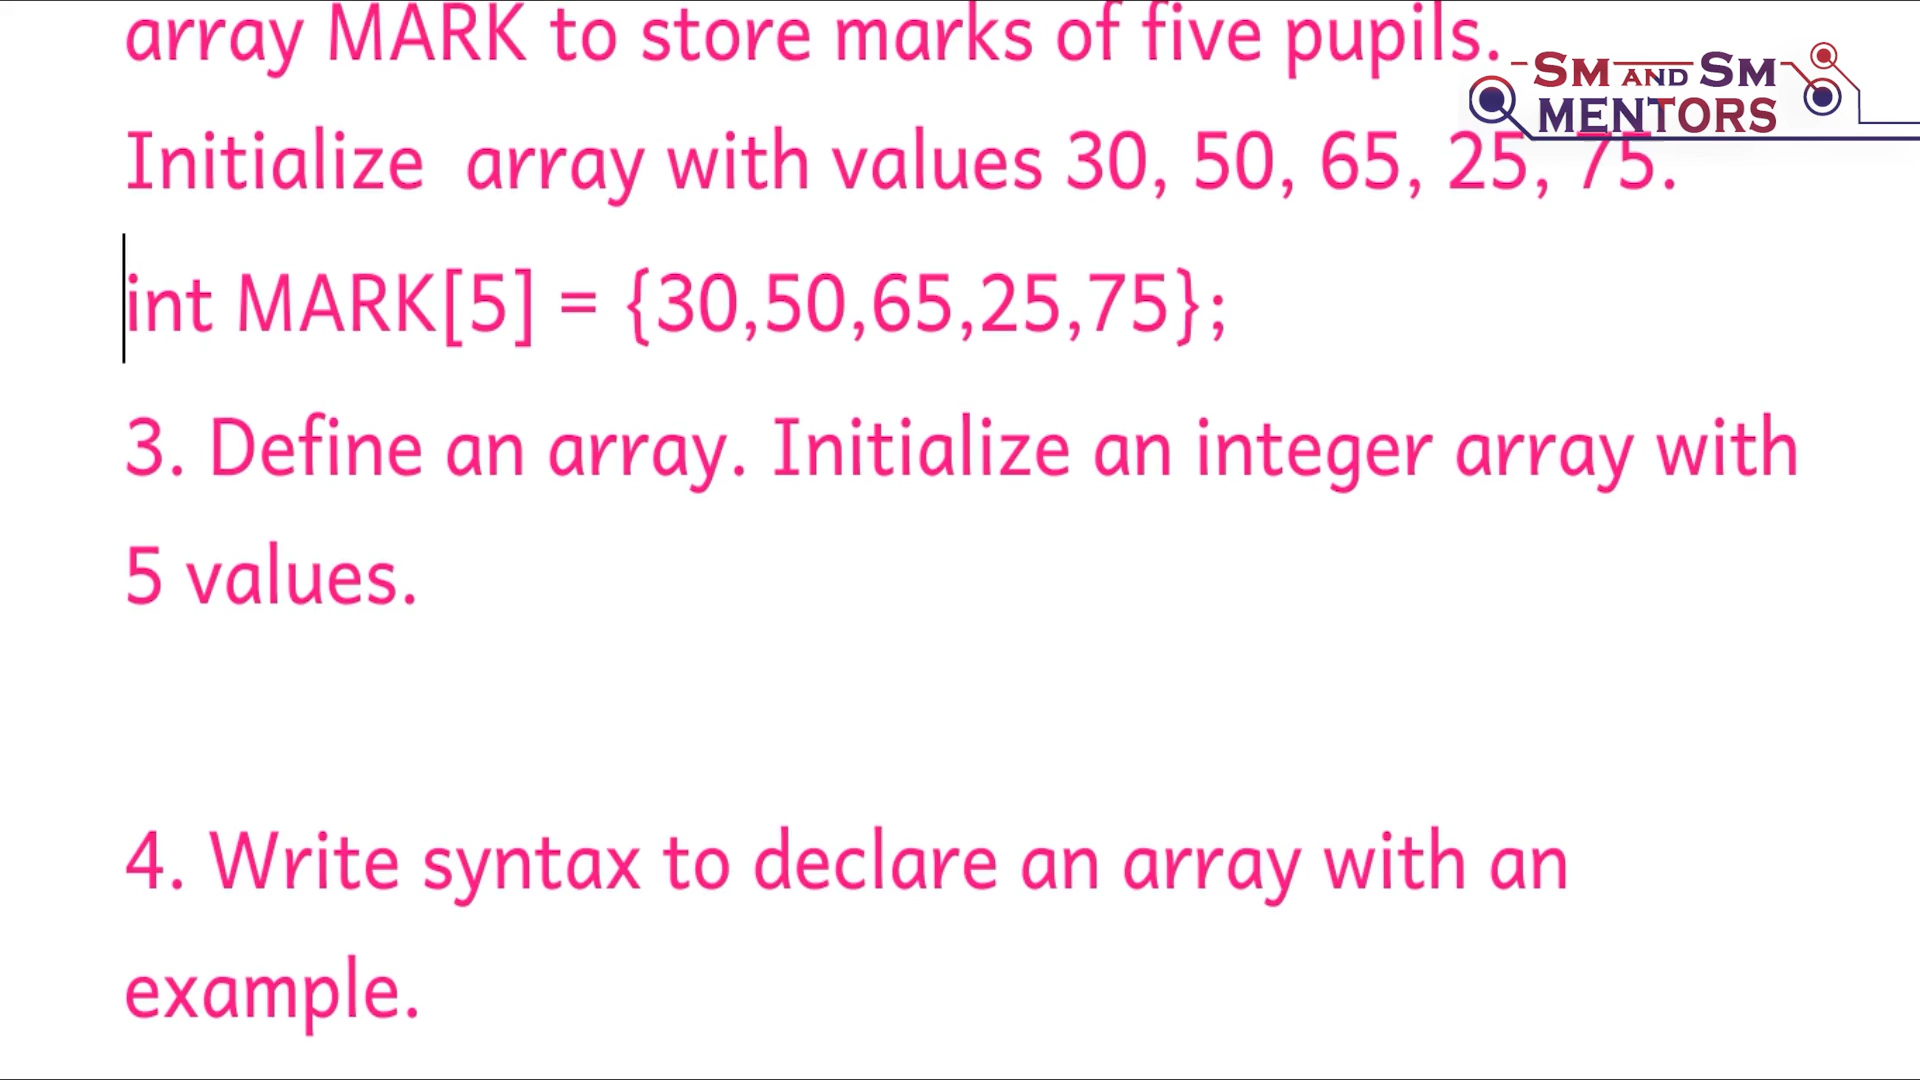 array MARK to store marks of five pupils.
SM AND SM
MENTORS
Initialize array with values 30, 50, 65, 25, 75.
int MARK[5] = {30,50,65,25,75};
3. Define an array. Initialize an integer array with
5 values.
4. Write syntax to declare an array with an
example.